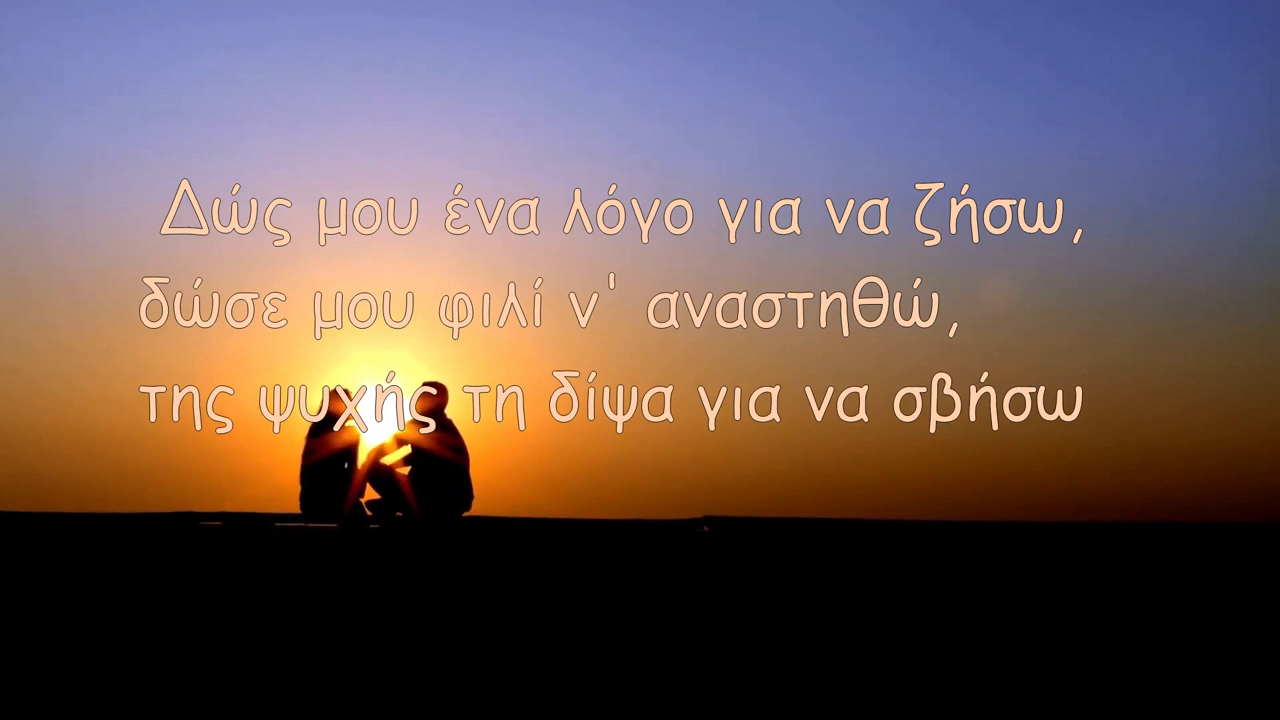 Δώς μου ένα λόγο για να ζήσω,
δώσε μου φιλί ν' αναστηθώ,
της ψυχής τη δίψα για να σβήσω